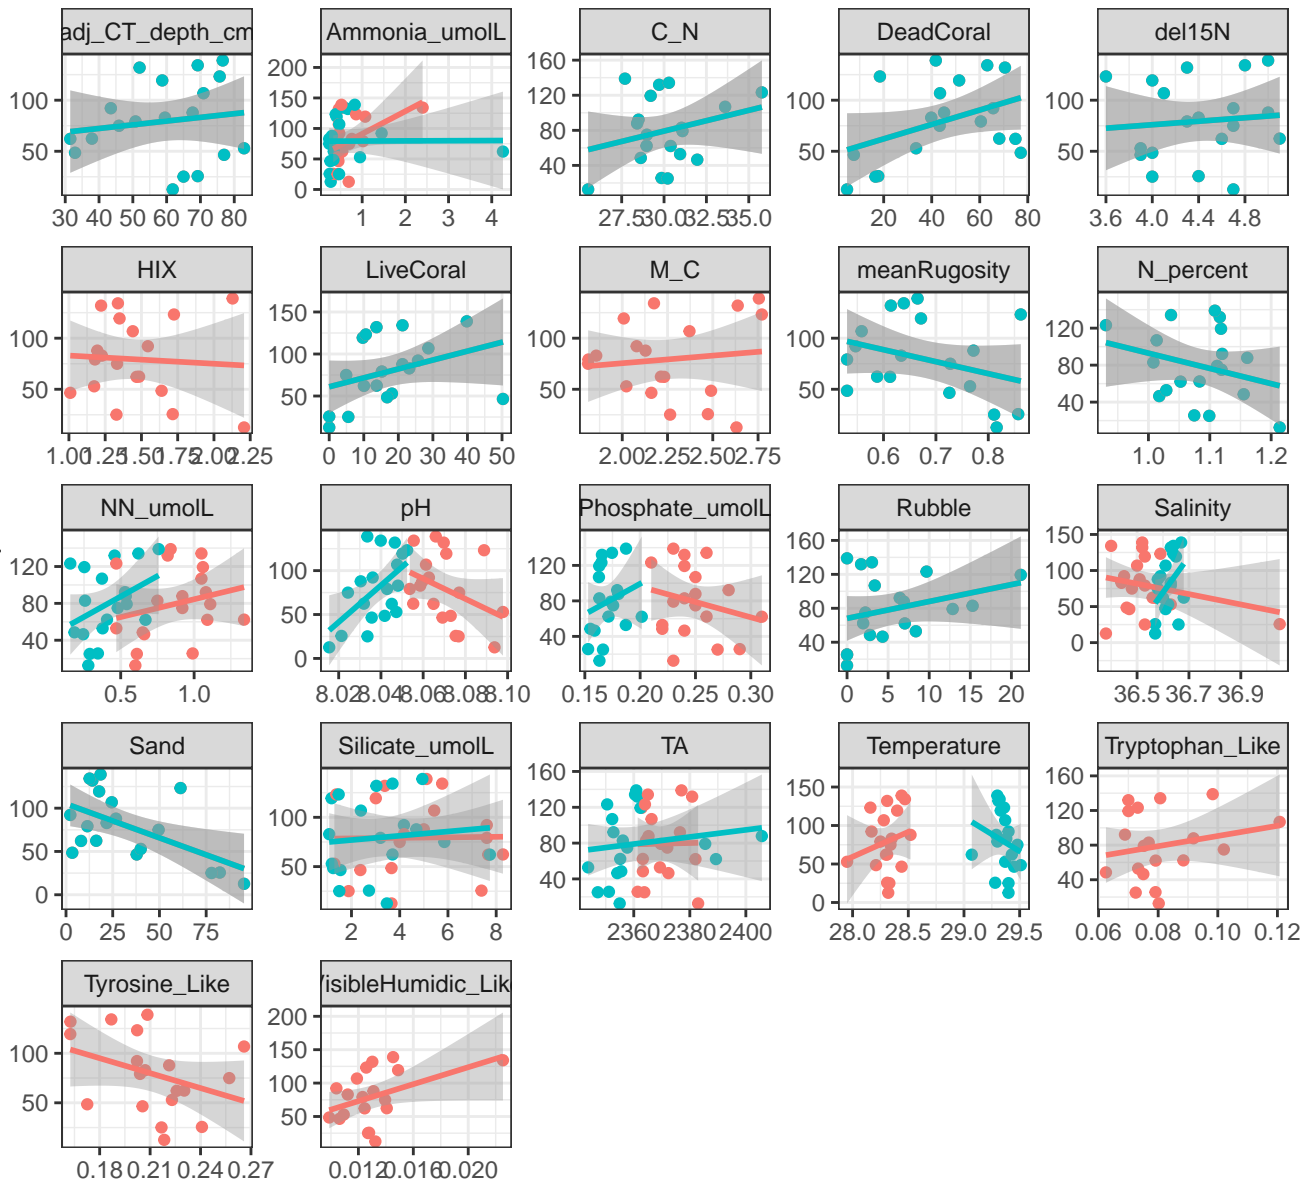 adj_CT_depth_cm Ammonia_umolL C_N DeadCoral del15N
100 50 200 150 100 50 0 160 120 80 40 100 50 100 50
30 40 50 60 70 80 1 2 3 4 27.5 30.0 32.5 35.0 20 40 60 80 3.6 4.0 4.4 4.8
HIX LiveCoral M_C meanRugosity N_percent
100 50 150 100 50 0 100 50 100 50 120 80 40
1.00 1.25 1.50 1.75 2.00 2.25 0 10 20 30 40 50 2.00 2.25 2.50 2.75 0.6 0.7 0.8 1.0 1.1 1.2
NN_umolL pH Phosphate_umolL Rubble Salinity
120 80 40 150 100 50 0 120 80 40 160 120 80 40 150 100 50 0
0.5 1.0 8.02 8.04 8.06 8.08 8.10 0.15 0.20 0.25 0.30 0 5 10 15 20 36.5 36.7 36.9
Sand Silicate_umolL TA Temperature Tryptophan_Like
150 100 50 0 100 50 160 120 80 40 150 100 50 0 160 120 80 40
0 25 50 75 2 4 6 8 2360 2380 2400 28.0 28.5 29.0 29.5 0.06 0.08 0.10 0.12
Tyrosine_Like VisibleHumidic_Lik
100 50 200 150 100 50
0.18 0.21 0.24 0.27 0.012 0.016 0.020